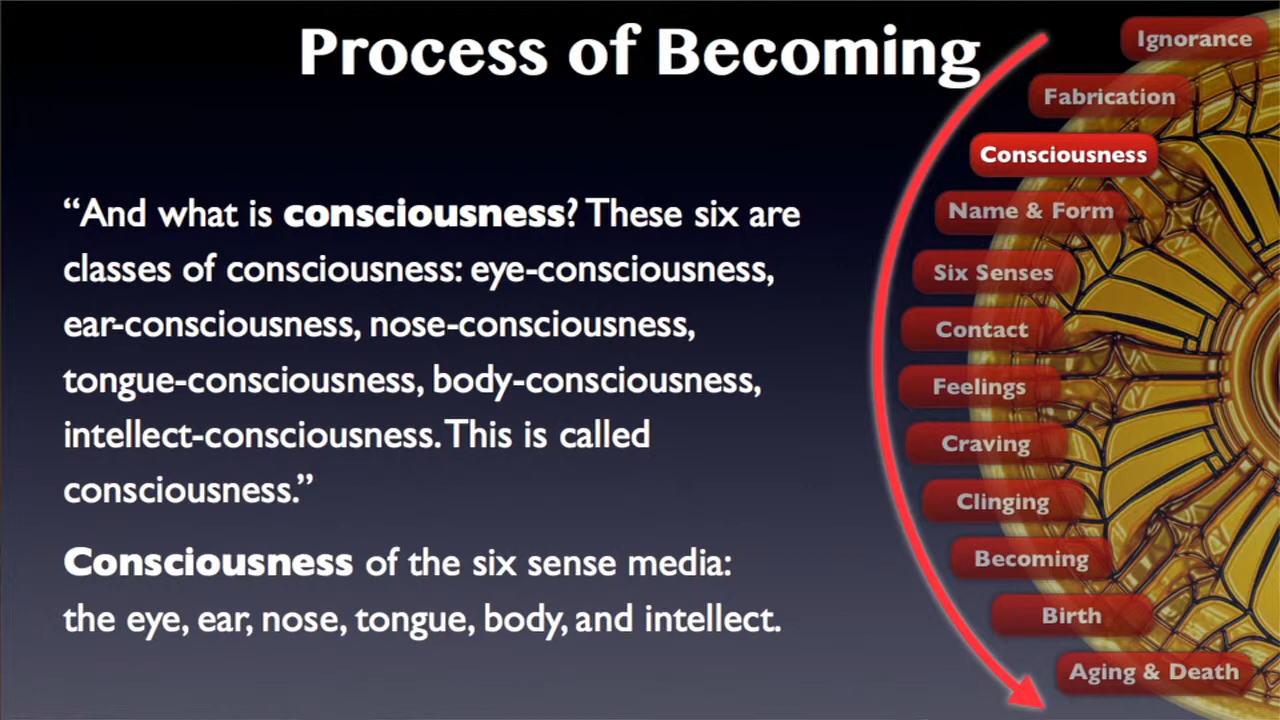 Process of Becoming
“And what is consciousness? These six are
classes of consciousness: eye-consciousness,
ear-consciousness, nose-consciousness,
tongue-consciousness, body-consciousness,
intellect-consciousness. This is called
consciousness.”
Consciousness of the six sense media:
the eye, ear, nose, tongue, body, and intellect.
Ignorance
Fabrication
Consciousness
Name & Form
Six Senses
Contact
Feelings
Craving
Clinging
Becoming
Birth
Aging & Death